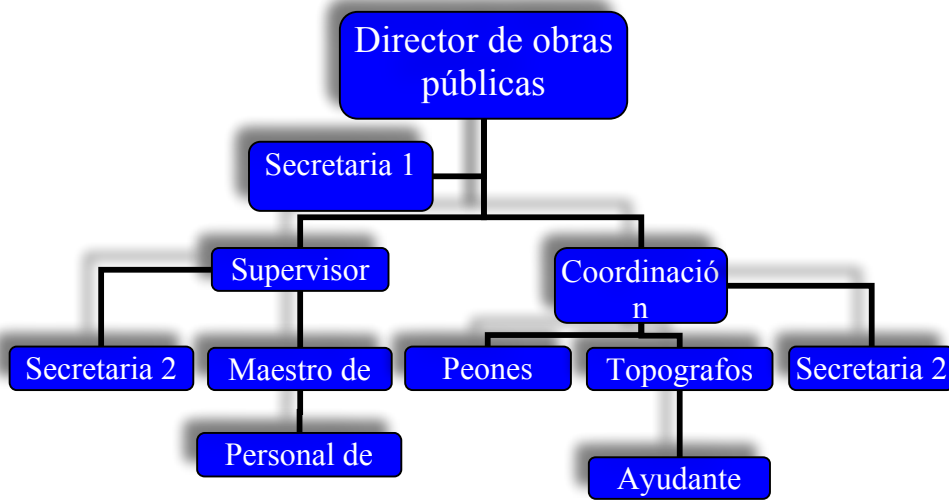 Director de obras
públicas
Secretaria 1
Supervisor
Coordinació
n
Secretaria 2
Maestro de
Peones
Topografos
Secretaria 2
Personal de
Ayudante